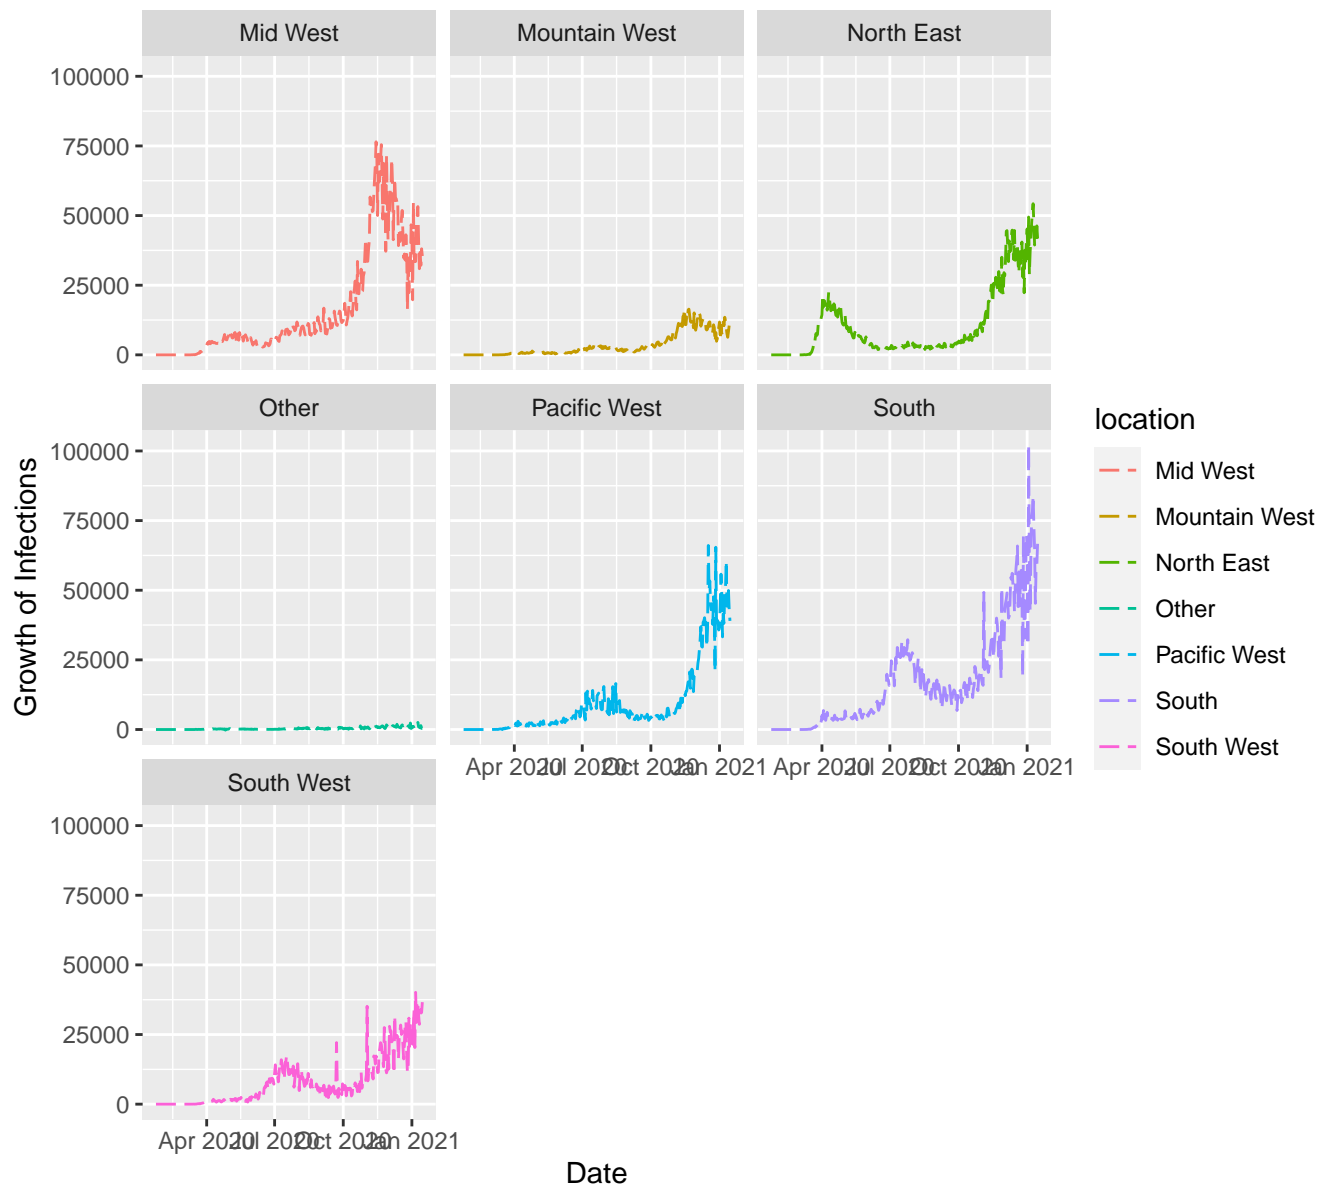 Mid West
Mountain West
North East
100000
75000
50000
25000
0
Other
Pacific West
South
100000
75000
50000
25000
0
Apr 2020 Jul 2020 Oct 2020 Jan 2021
Apr 2020 Jul 2020 Oct 2020 Jan 2021
South West
100000
75000
50000
25000
0
Apr 2020 Jul 2020 Oct 2020 Jan 2021
Growth of Infections
Date
location
Mid West
Mountain West
North East
Other
Pacific West
South
South West